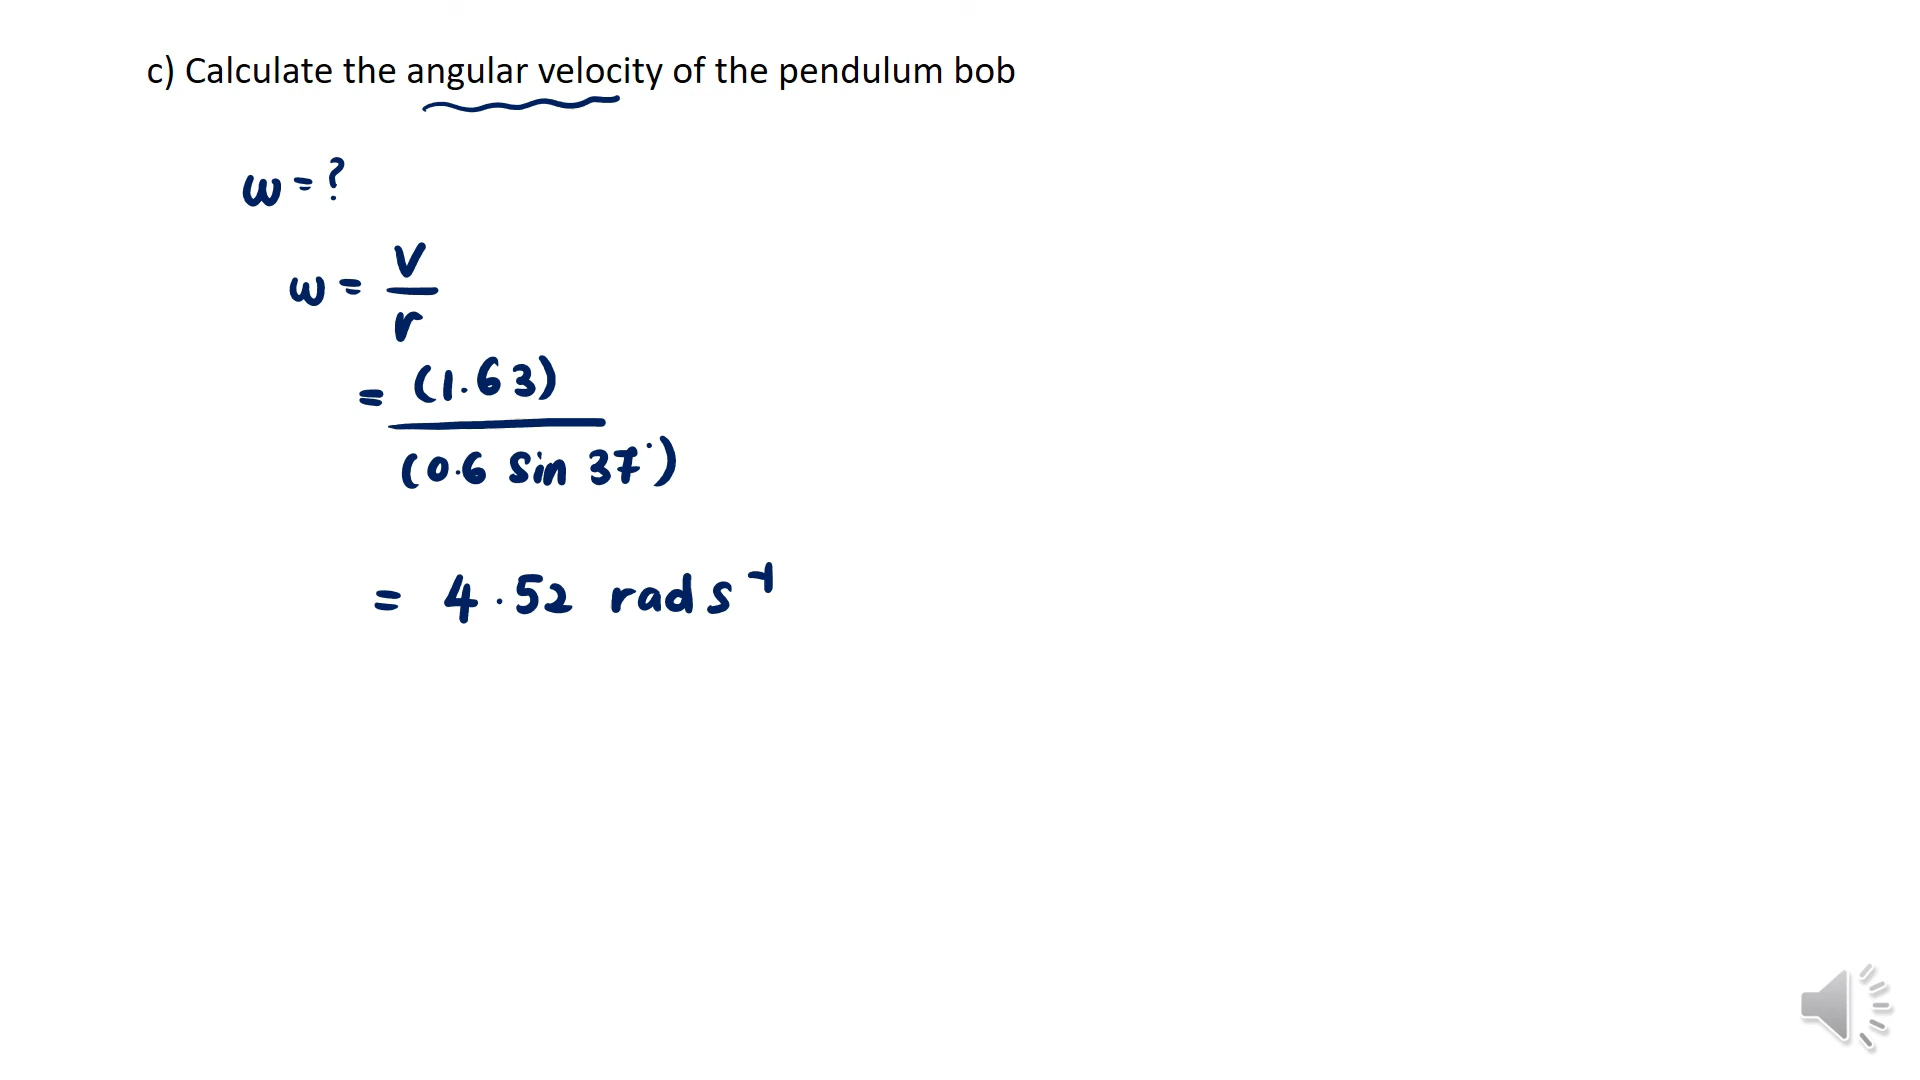 c) Calculate the angular velocity of the pendulum bob
ω = ?
ω = v/r
= (1.63)/(0.6 sin 37°)
= 4.52 rad s⁻¹